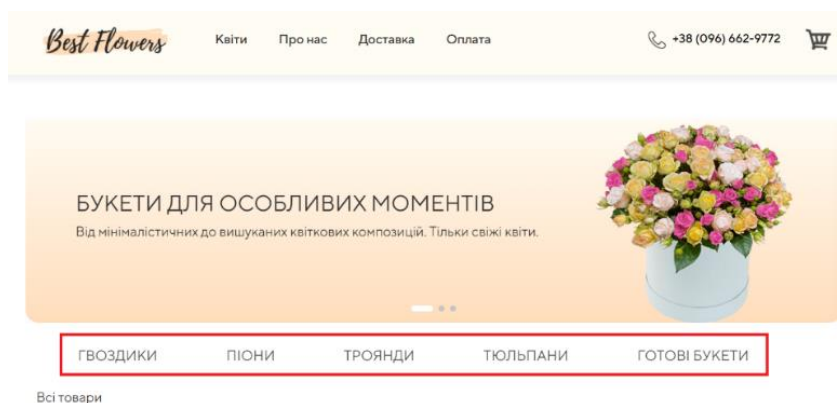 Best Flowers Квіти Про нас Доставка Оплата +38 (096) 662-9772
БУКЕТИ ДЛЯ ОСОБЛИВИХ МОМЕНТІВ
Від мінімалістичних до вишуканих квіткових композицій. Тільки свіжі квіти.
ГВОЗДИКИ ПІОНИ ТРОЯНДИ ТЮЛЬПАНИ ГОТОВІ БУКЕТИ
Всі товари